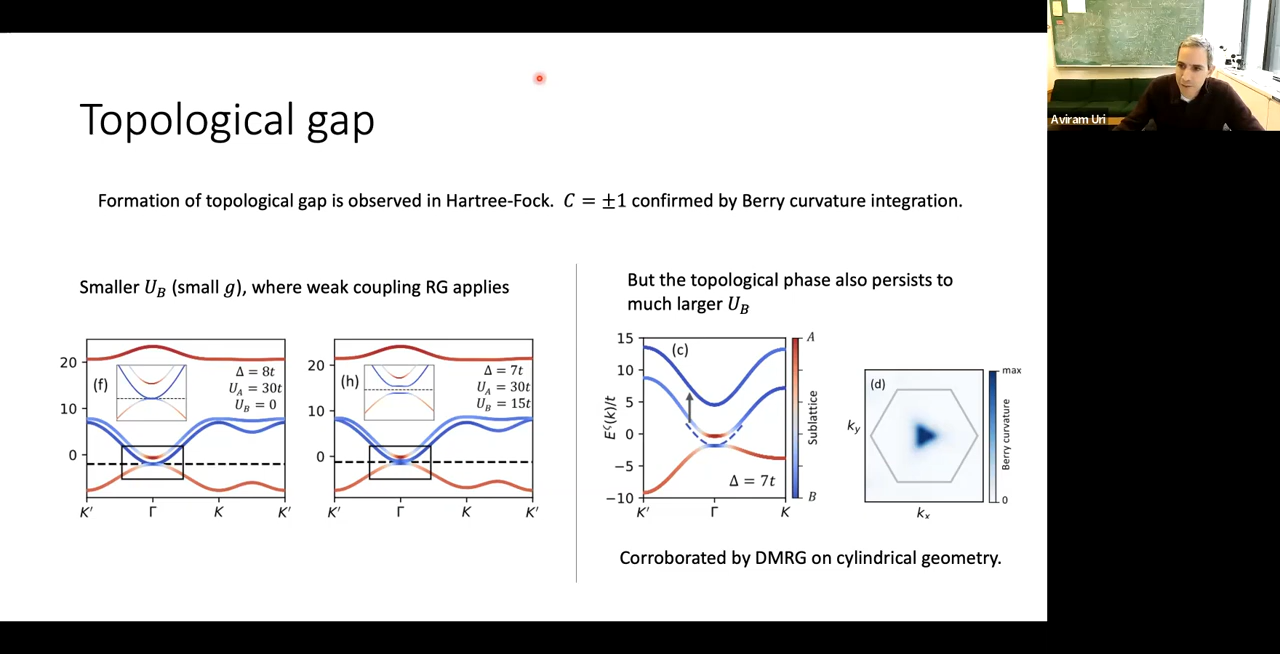 Aviram Uri
Topological gap
Formation of topological gap is observed in Hartree-Fock. C = ±1 confirmed by Berry curvature integration.
Smaller U_B (small g), where weak coupling RG applies
20
10
0
(f)
Δ = 8t
U_A = 30t
U_B = 0
K′ Γ K K′
20
10
0
(h)
Δ = 7t
U_A = 30t
U_B = 15t
K′ Γ K K′
But the topological phase also persists to
much larger U_B
15
10
5
0
−5
−10
E^ζ(k)/t
(c)
Δ = 7t
K′ Γ K
A
Sublattice
B
(d)
k_y
k_x
max
Berry curvature
0
Corroborated by DMRG on cylindrical geometry.